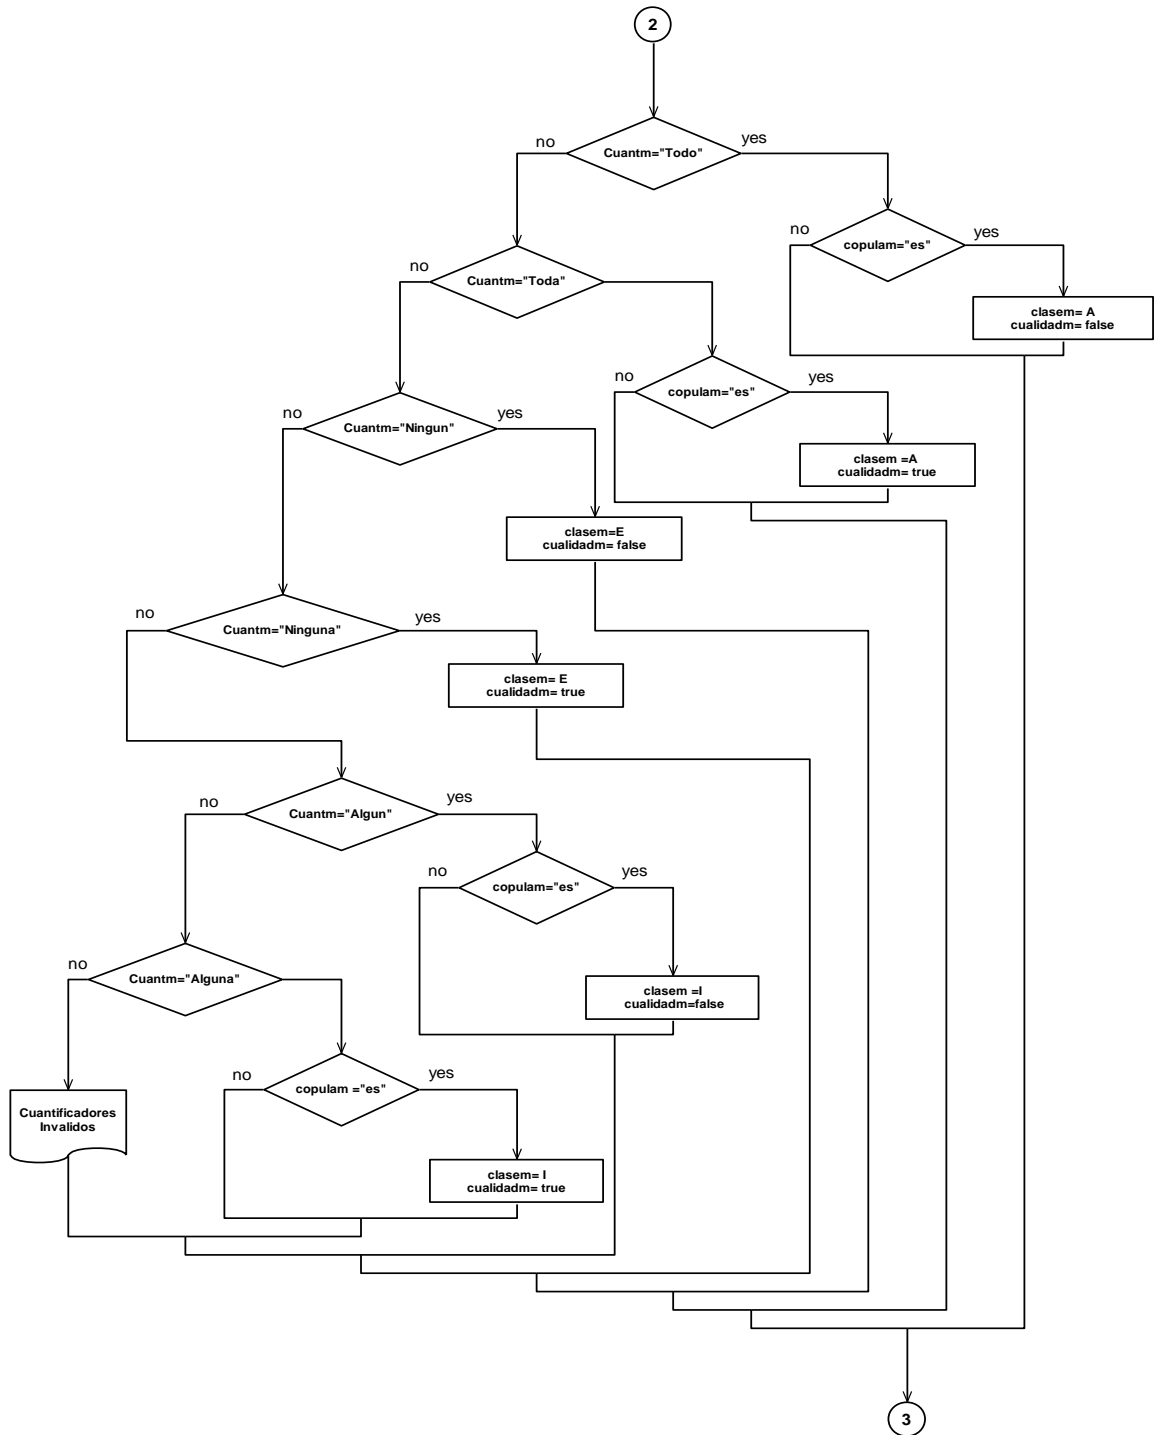 2
no
yes
Cuantm="Todo"
no
yes
copulam="es"
no
Cuantm="Toda"
clasem= A
cualidadm= false
no
yes
copulam="es"
no
yes
Cuantm="Ningun"
clasem =A
cualidadm= true
clasem=E
cualidadm= false
no
yes
Cuantm="Ninguna"
clasem= E
cualidadm= true
no
yes
Cuantm="Algun"
no
yes
copulam="es"
no
Cuantm="Alguna"
clasem =I
cualidadm=false
no
yes
copulam ="es"
Cuantificadores
Invalidos
clasem= I
cualidadm= true
3